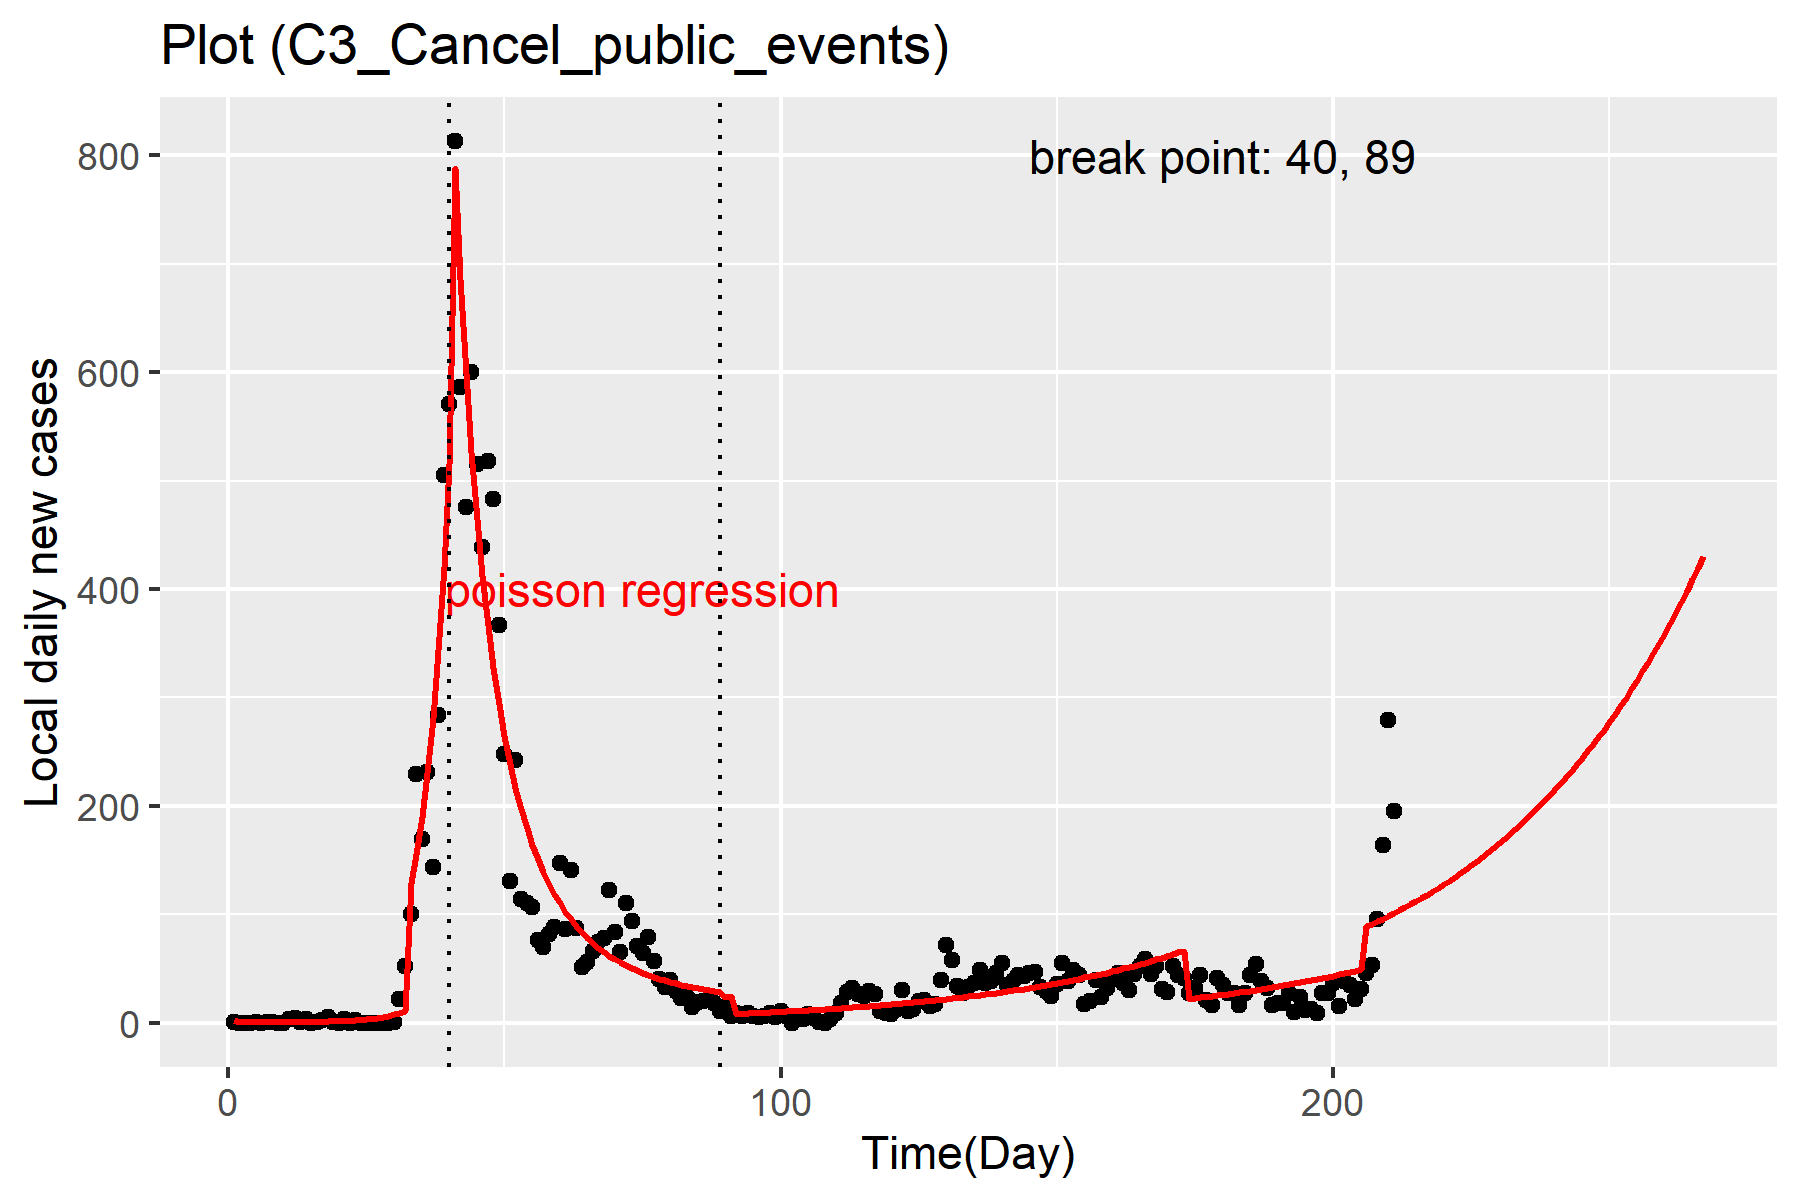 Plot (C3_Cancel_public_events)
break point: 40, 89
poisson regression
Local daily new cases
800
600
400
200
0
0
100
200
Time(Day)